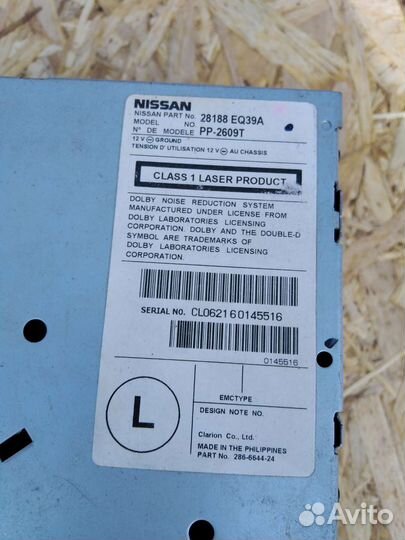 NISSAN
NISSAN PART No. 28188 EQ39A
MODEL NO.
N° DE MODELE PP-2609T
12 V ⊖ GROUND
TENSION D' UTILISATION 12 V ⊖ AU CHASSIS
CLASS 1 LASER PRODUCT
DOLBY NOISE REDUCTION SYSTEM
MANUFACTURED UNDER LICENSE FROM
DOLBY LABORATORIES LICENSING
CORPORATION. DOLBY AND THE DOUBLE-D
SYMBOL ARE TRADEMARKS OF
DOLBY LABORATORIES LICENSING
CORPORATION.
SERIAL NO. CL062160145516
0145516
L
EMCTYPE
DESIGN NOTE NO.
Clarion Co., Ltd.
MADE IN THE PHILIPPINES
PART No. 286-6644-24
Avito